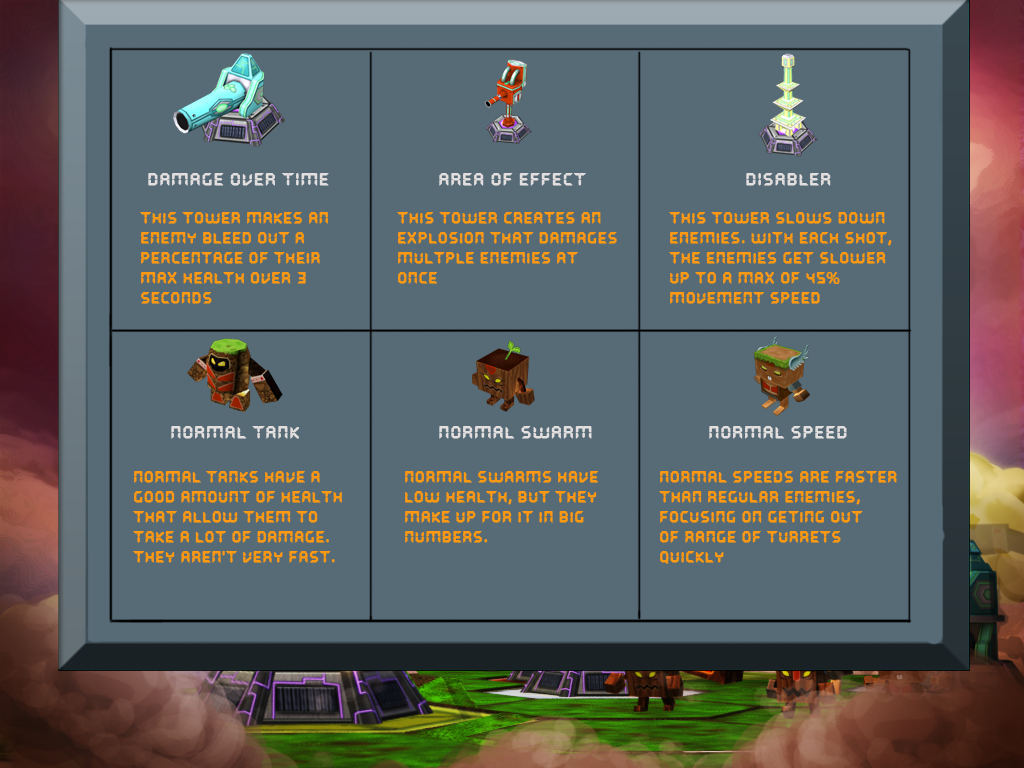 DAMAGE OVER TIME
THIS TOWER MAKES AN
ENEMY BLEED OUT A
PERCENTAGE OF THEIR
MAX HEALTH OVER 3
SECONDS
AREA OF EFFECT
THIS TOWER CREATES AN
EXPLOSION THAT DAMAGES
MULTPLE ENEMIES AT
ONCE
DISABLER
THIS TOWER SLOWS DOWN
ENEMIES. WITH EACH SHOT,
THE ENEMIES GET SLOWER
UP TO A MAX OF 45%
MOVEMENT SPEED
NORMAL TANK
NORMAL TANKS HAVE A
GOOD AMOUNT OF HEALTH
THAT ALLOW THEM TO
TAKE A LOT OF DAMAGE.
THEY AREN'T VERY FAST.
NORMAL SWARM
NORMAL SWARMS HAVE
LOW HEALTH, BUT THEY
MAKE UP FOR IT IN BIG
NUMBERS.
NORMAL SPEED
NORMAL SPEEDS ARE FASTER
THAN REGULAR ENEMIES,
FOCUSING ON GETING OUT
OF RANGE OF TURRETS
QUICKLY